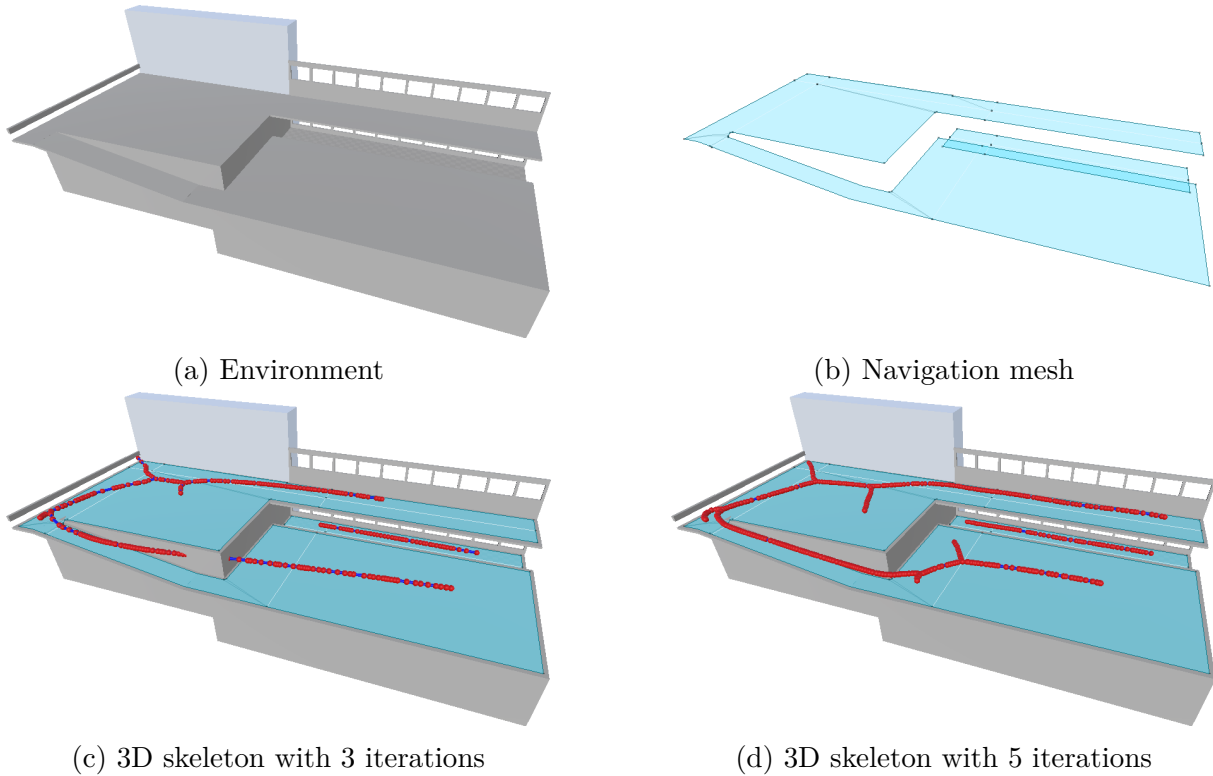 (a) Environment
(b) Navigation mesh
(c) 3D skeleton with 3 iterations
(d) 3D skeleton with 5 iterations